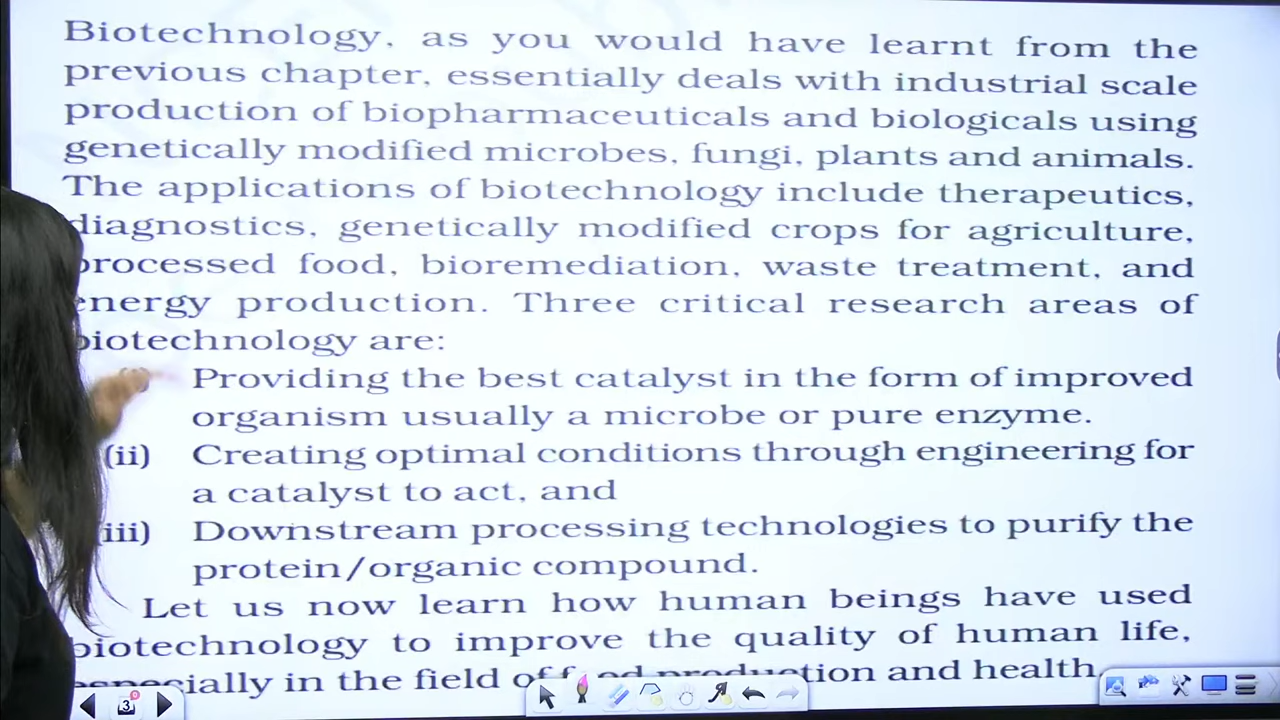 Biotechnology, as you would have learnt from the
previous chapter, essentially deals with industrial scale
production of biopharmaceuticals and biologicals using
genetically modified microbes, fungi, plants and animals.
The applications of biotechnology include therapeutics,
diagnostics, genetically modified crops for agriculture,
processed food, bioremediation, waste treatment, and
energy production. Three critical research areas of
biotechnology are:
Providing the best catalyst in the form of improved
organism usually a microbe or pure enzyme.
(ii) Creating optimal conditions through engineering for
a catalyst to act, and
iii) Downstream processing technologies to purify the
protein/organic compound.
Let us now learn how human beings have used
biotechnology to improve the quality of human life,
especially in the field of food production and health
3 0